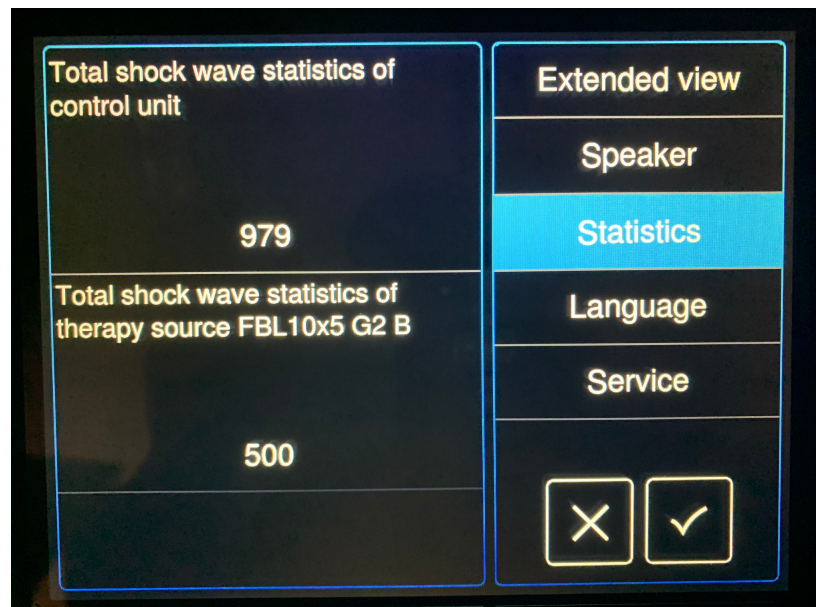 Total shock wave statistics of
control unit
979
Total shock wave statistics of
therapy source FBL10x5 G2 B
500
Extended view
Speaker
Statistics
Language
Service